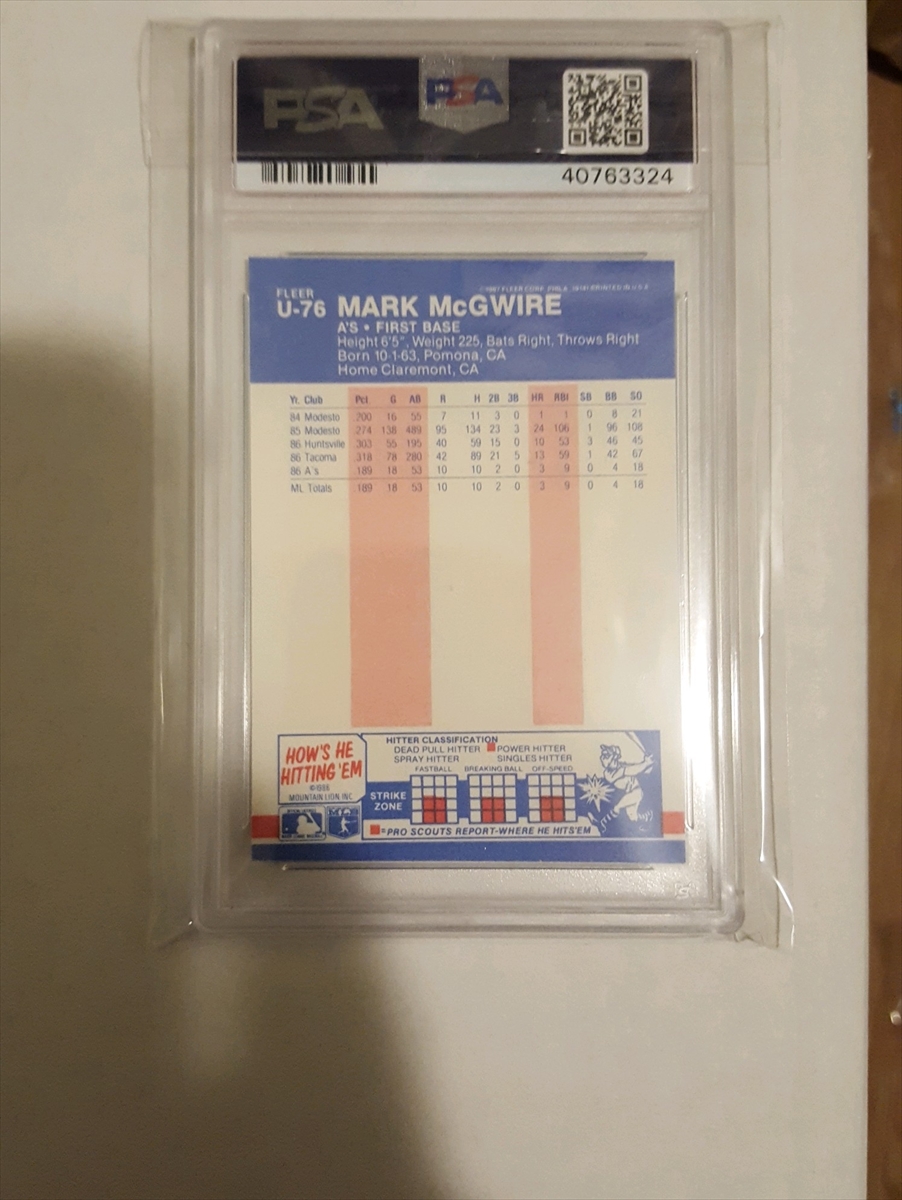 PSA PSA
40763324
FLEER
©1987 FLEER CORP. PHILA. 19141 PRINTED IN U.S.A.
U-76 MARK McGWIRE
A'S • FIRST BASE
Height 6'5", Weight 225, Bats Right, Throws Right
Born 10-1-63, Pomona, CA
Home Claremont, CA
Yr. Club Pct. G AB R H 2B 3B HR RBI SB BB SO
84 Modesto .200 16 55 7 11 3 0 1 1 0 8 21
85 Modesto .274 138 489 95 134 23 3 24 106 1 96 108
86 Huntsville .303 55 195 40 59 15 0 10 53 3 46 45
86 Tacoma .318 78 280 42 89 21 5 13 59 1 42 67
86 A's .189 18 53 10 10 2 0 3 9 0 4 18
ML Totals .189 18 53 10 10 2 0 3 9 0 4 18
HOW'S HE
HITTING 'EM
©1986
MOUNTAIN LION INC
HITTER CLASSIFICATION
DEAD PULL HITTER POWER HITTER
SPRAY HITTER SINGLES HITTER
FASTBALL BREAKING BALL OFF-SPEED
STRIKE
ZONE
=PRO SCOUTS REPORT-WHERE HE HITS'EM